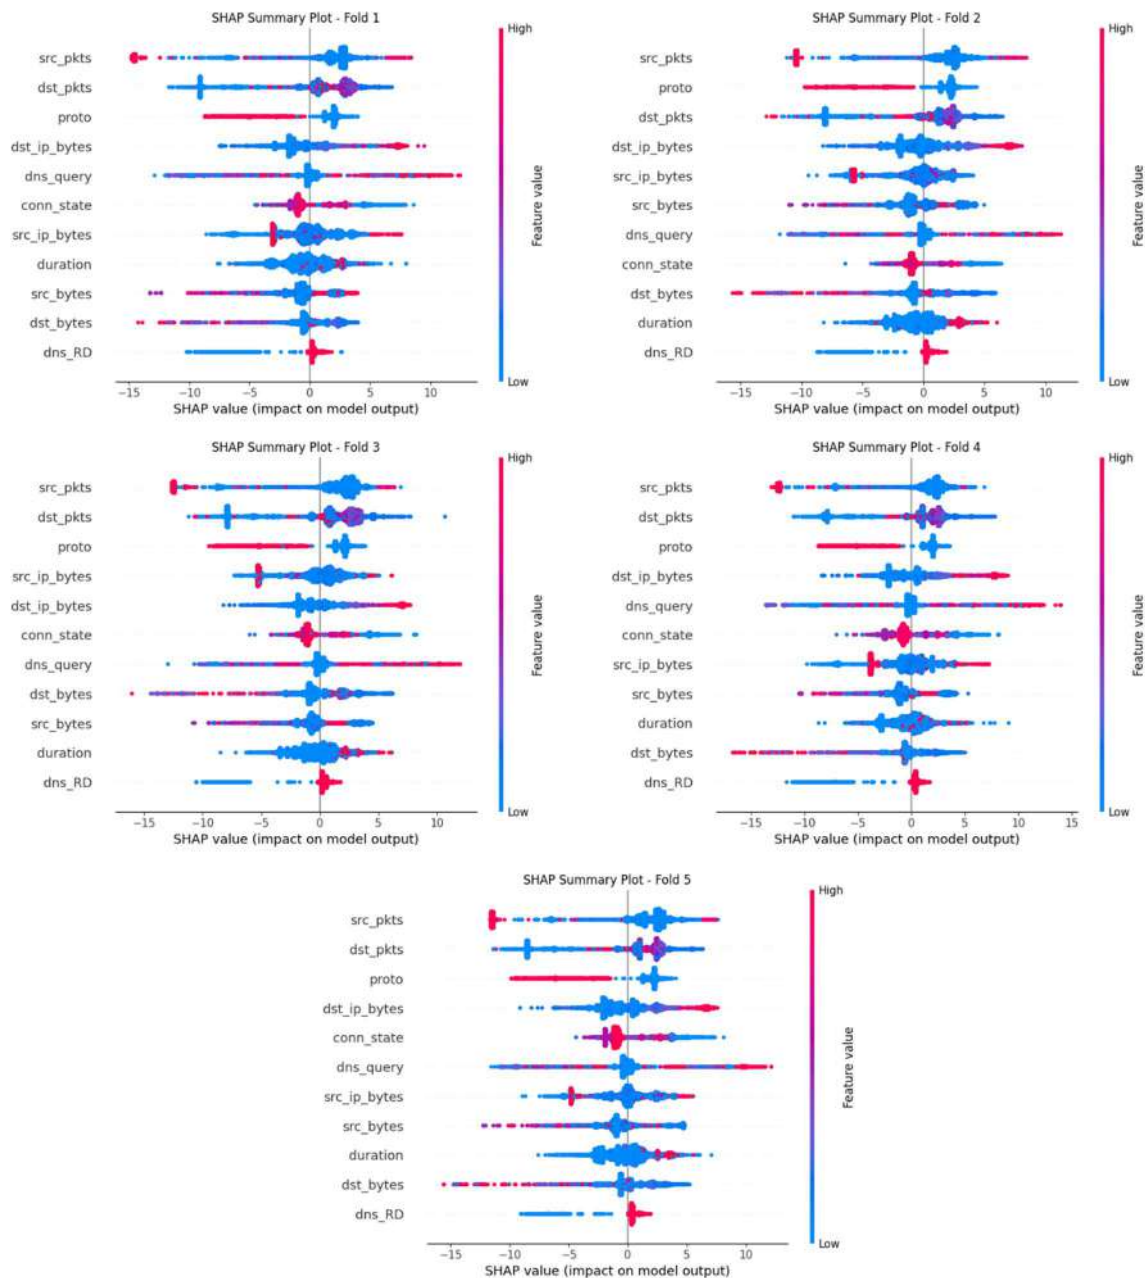 SHAP Summary Plot - Fold 1
High
src_pkts
dst_pkts
proto
dst_ip_bytes
dns_query
conn_state
src_ip_bytes
duration
src_bytes
dst_bytes
dns_RD
Feature value
Low
−15 −10 −5 0 5 10
SHAP value (impact on model output)
SHAP Summary Plot - Fold 2
High
src_pkts
proto
dst_pkts
dst_ip_bytes
src_ip_bytes
src_bytes
dns_query
conn_state
dst_bytes
duration
dns_RD
Feature value
Low
−15 −10 −5 0 5 10
SHAP value (impact on model output)
SHAP Summary Plot - Fold 3
High
src_pkts
dst_pkts
proto
src_ip_bytes
dst_ip_bytes
conn_state
dns_query
dst_bytes
src_bytes
duration
dns_RD
Feature value
Low
−15 −10 −5 0 5 10
SHAP value (impact on model output)
SHAP Summary Plot - Fold 4
High
src_pkts
dst_pkts
proto
dst_ip_bytes
dns_query
conn_state
src_ip_bytes
src_bytes
duration
dst_bytes
dns_RD
Feature value
Low
−15 −10 −5 0 5 10 15
SHAP value (impact on model output)
SHAP Summary Plot - Fold 5
High
src_pkts
dst_pkts
proto
dst_ip_bytes
conn_state
dns_query
src_ip_bytes
src_bytes
duration
dst_bytes
dns_RD
Feature value
Low
−15 −10 −5 0 5 10
SHAP value (impact on model output)